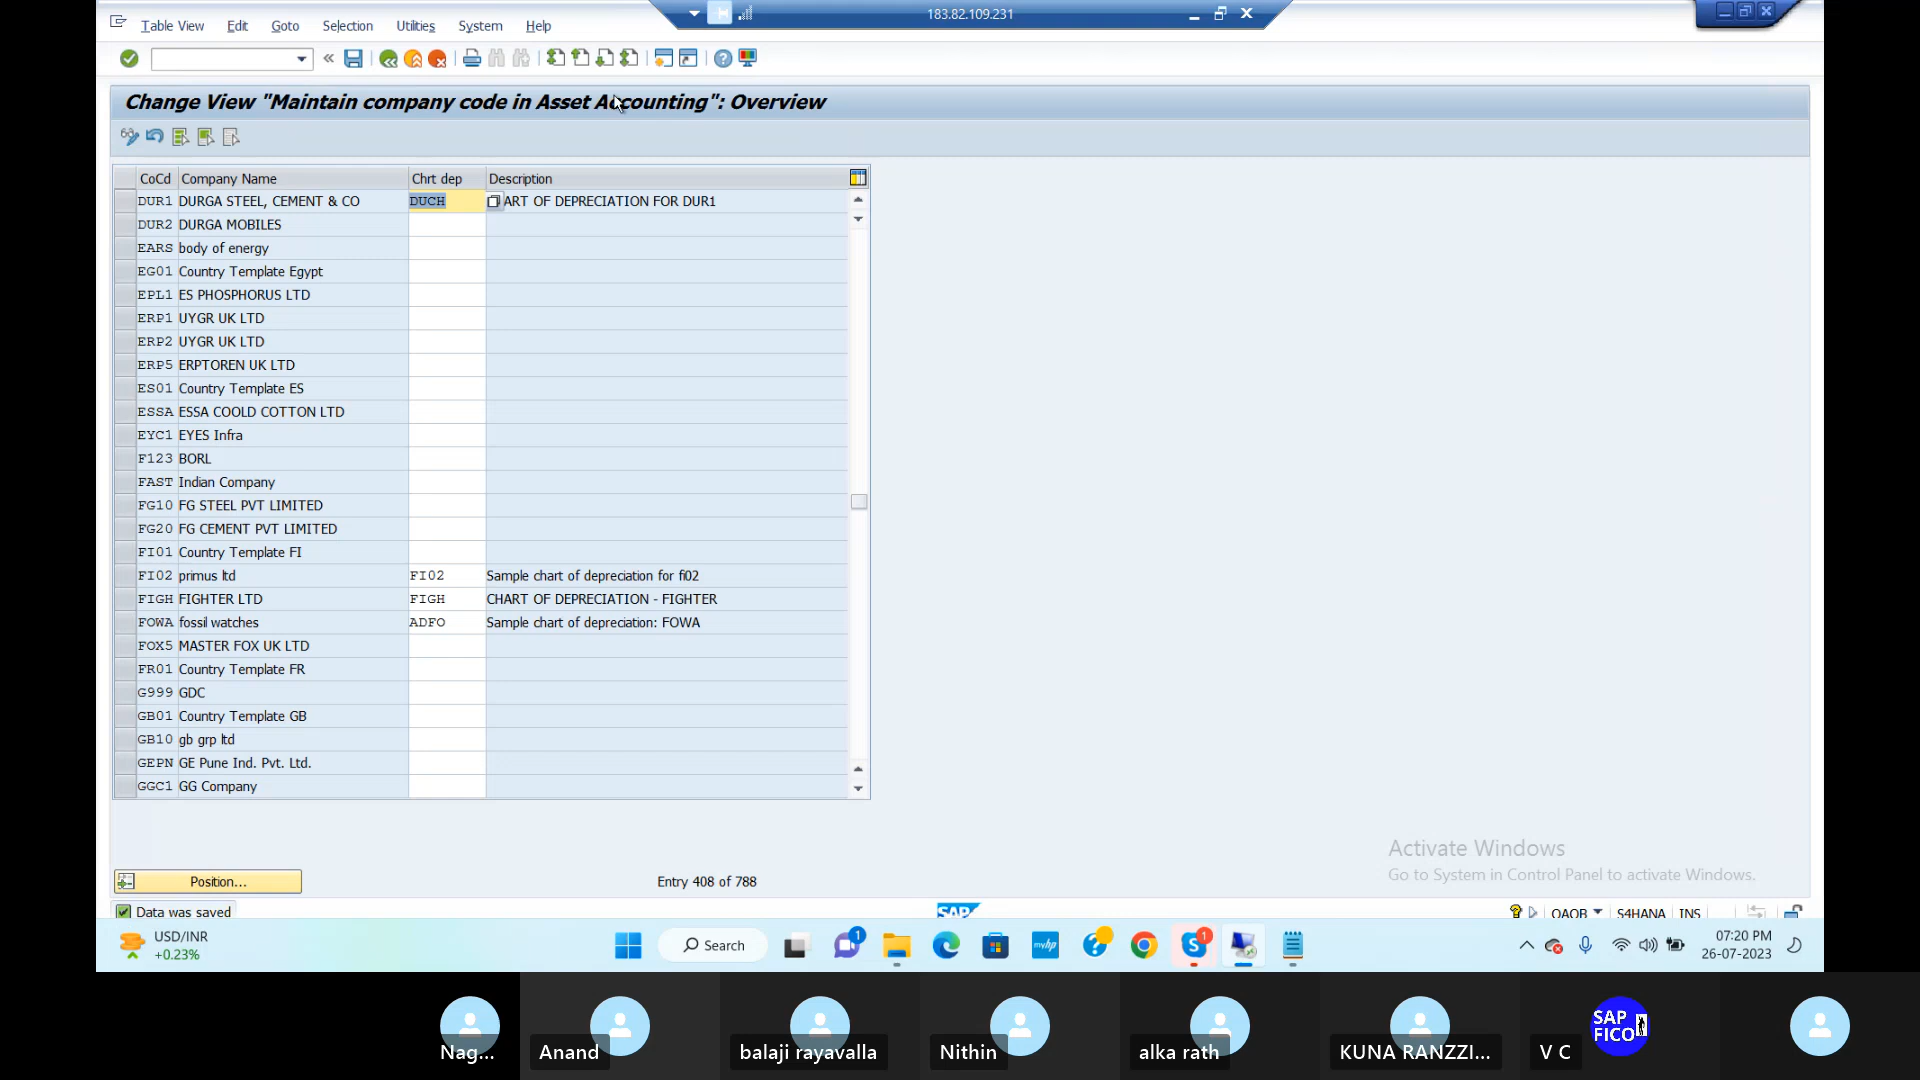 183.82.109.231
Table View Edit Goto Selection Utilities System Help
Change View "Maintain company code in Asset Accounting": Overview
CoCd Company Name Chrt dep Description
DUR1 DURGA STEEL, CEMENT & CO DUCH ART OF DEPRECIATION FOR DUR1
DUR2 DURGA MOBILES
EARS body of energy
EG01 Country Template Egypt
EPL1 ES PHOSPHORUS LTD
ERP1 UYGR UK LTD
ERP2 UYGR UK LTD
ERP5 ERPTOREN UK LTD
ES01 Country Template ES
ESSA ESSA COOLD COTTON LTD
EYC1 EYES Infra
F123 BORL
FAST Indian Company
FG10 FG STEEL PVT LIMITED
FG20 FG CEMENT PVT LIMITED
FI01 Country Template FI
FI02 primus ltd FI02 Sample chart of depreciation for fi02
FIGH FIGHTER LTD FIGH CHART OF DEPRECIATION - FIGHTER
FOWA fossil watches ADFO Sample chart of depreciation: FOWA
FOX5 MASTER FOX UK LTD
FR01 Country Template FR
G999 GDC
GB01 Country Template GB
GB10 gb grp ltd
GEPN GE Pune Ind. Pvt. Ltd.
GGC1 GG Company
Activate Windows
Go to System in Control Panel to activate Windows.
Position... Entry 408 of 788
Data was saved SAP OAOB S4HANA INS
USD/INR
+0.23%
Search
1
myhp
1
07:20 PM
26-07-2023
SAP
FICO
Nag... Anand balaji rayavalla Nithin alka rath KUNA RANZZI... V C